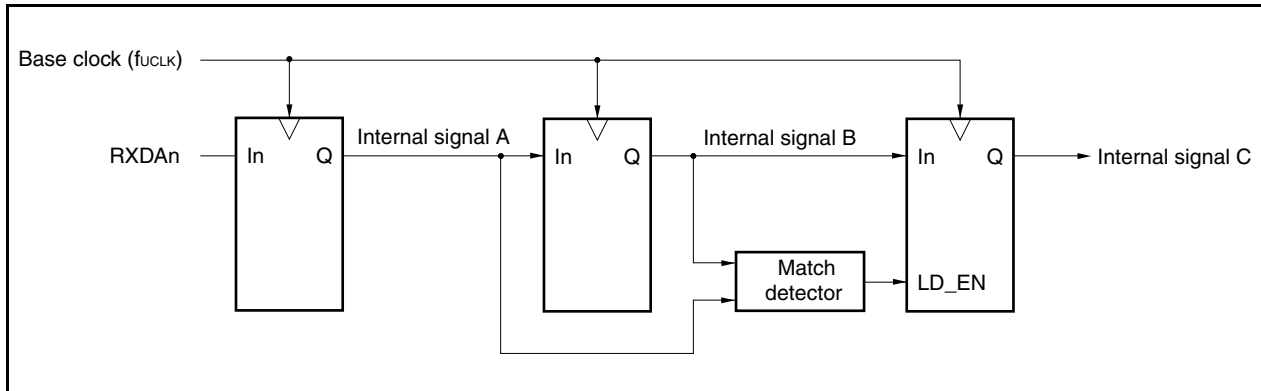 Base clock (fUCLK)
RXDAn
In
Q
Internal signal A
In
Q
Internal signal B
In
Q
Internal signal C
Match
detector
LD_EN